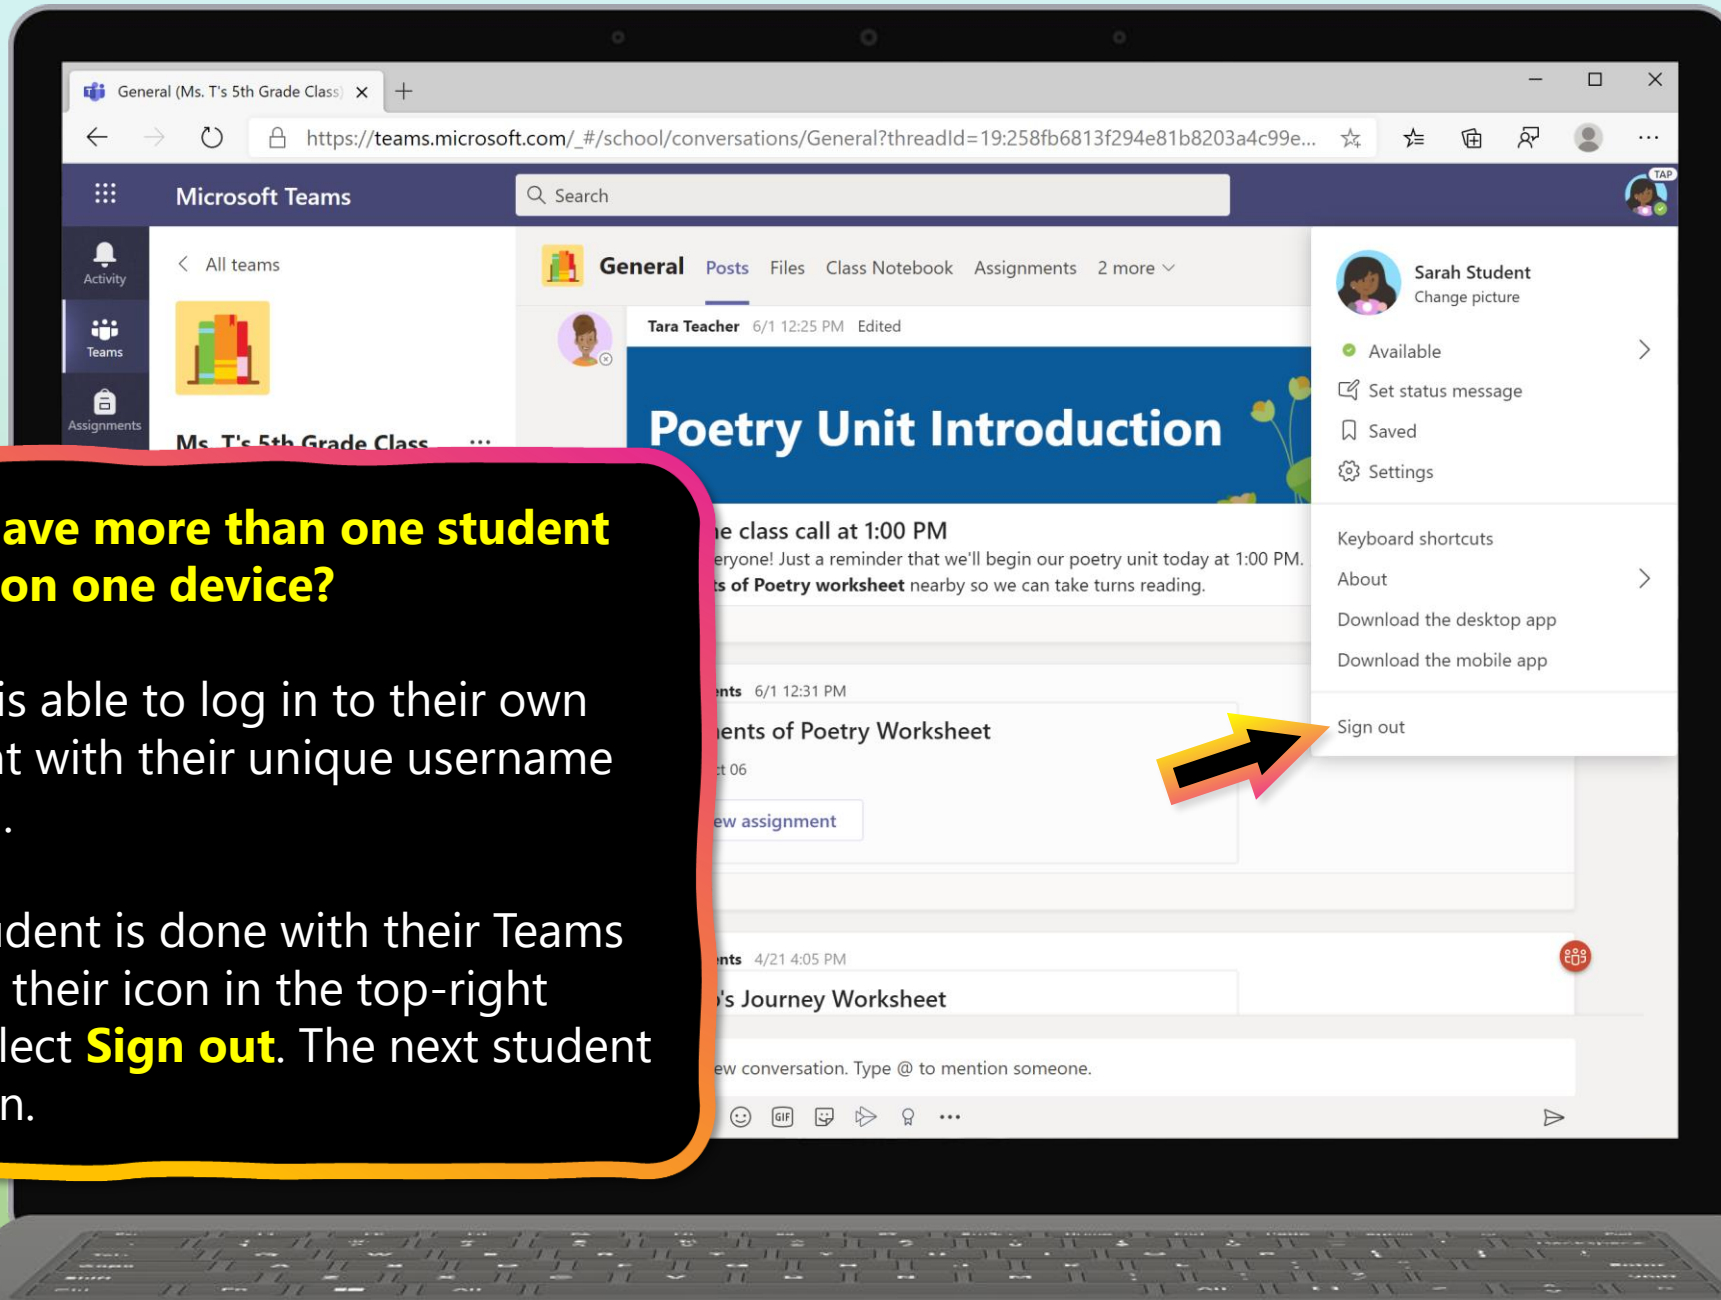 General (Ms. T's 5th Grade Class)
https://teams.microsoft.com/_#/school/conversations/General?threadId=19:258fb6813f294e81b8203a4c99e...
Microsoft Teams
Search
TAP
Activity
Teams
Assignments
All teams
Ms. T's 5th Grade Class ...
General Posts Files Class Notebook Assignments 2 more
Tara Teacher 6/1 12:25 PM Edited
Poetry Unit Introduction
class call at 1:00 PM
Just a reminder that we'll begin our poetry unit today at 1:00 PM.
of Poetry worksheet nearby so we can take turns reading.
6/1 12:31 PM
of Poetry Worksheet
06
assignment
4/21 4:05 PM
Journey Worksheet
conversation. Type @ to mention someone.
GIF
Sarah Student
Change picture
Available
Set status message
Saved
Settings
Keyboard shortcuts
About
Download the desktop app
Download the mobile app
Sign out
ave more than one student
on one device?
is able to log in to their own
with their unique username
.
is done with their Teams
their icon in the top-right
lect Sign out. The next student
n.